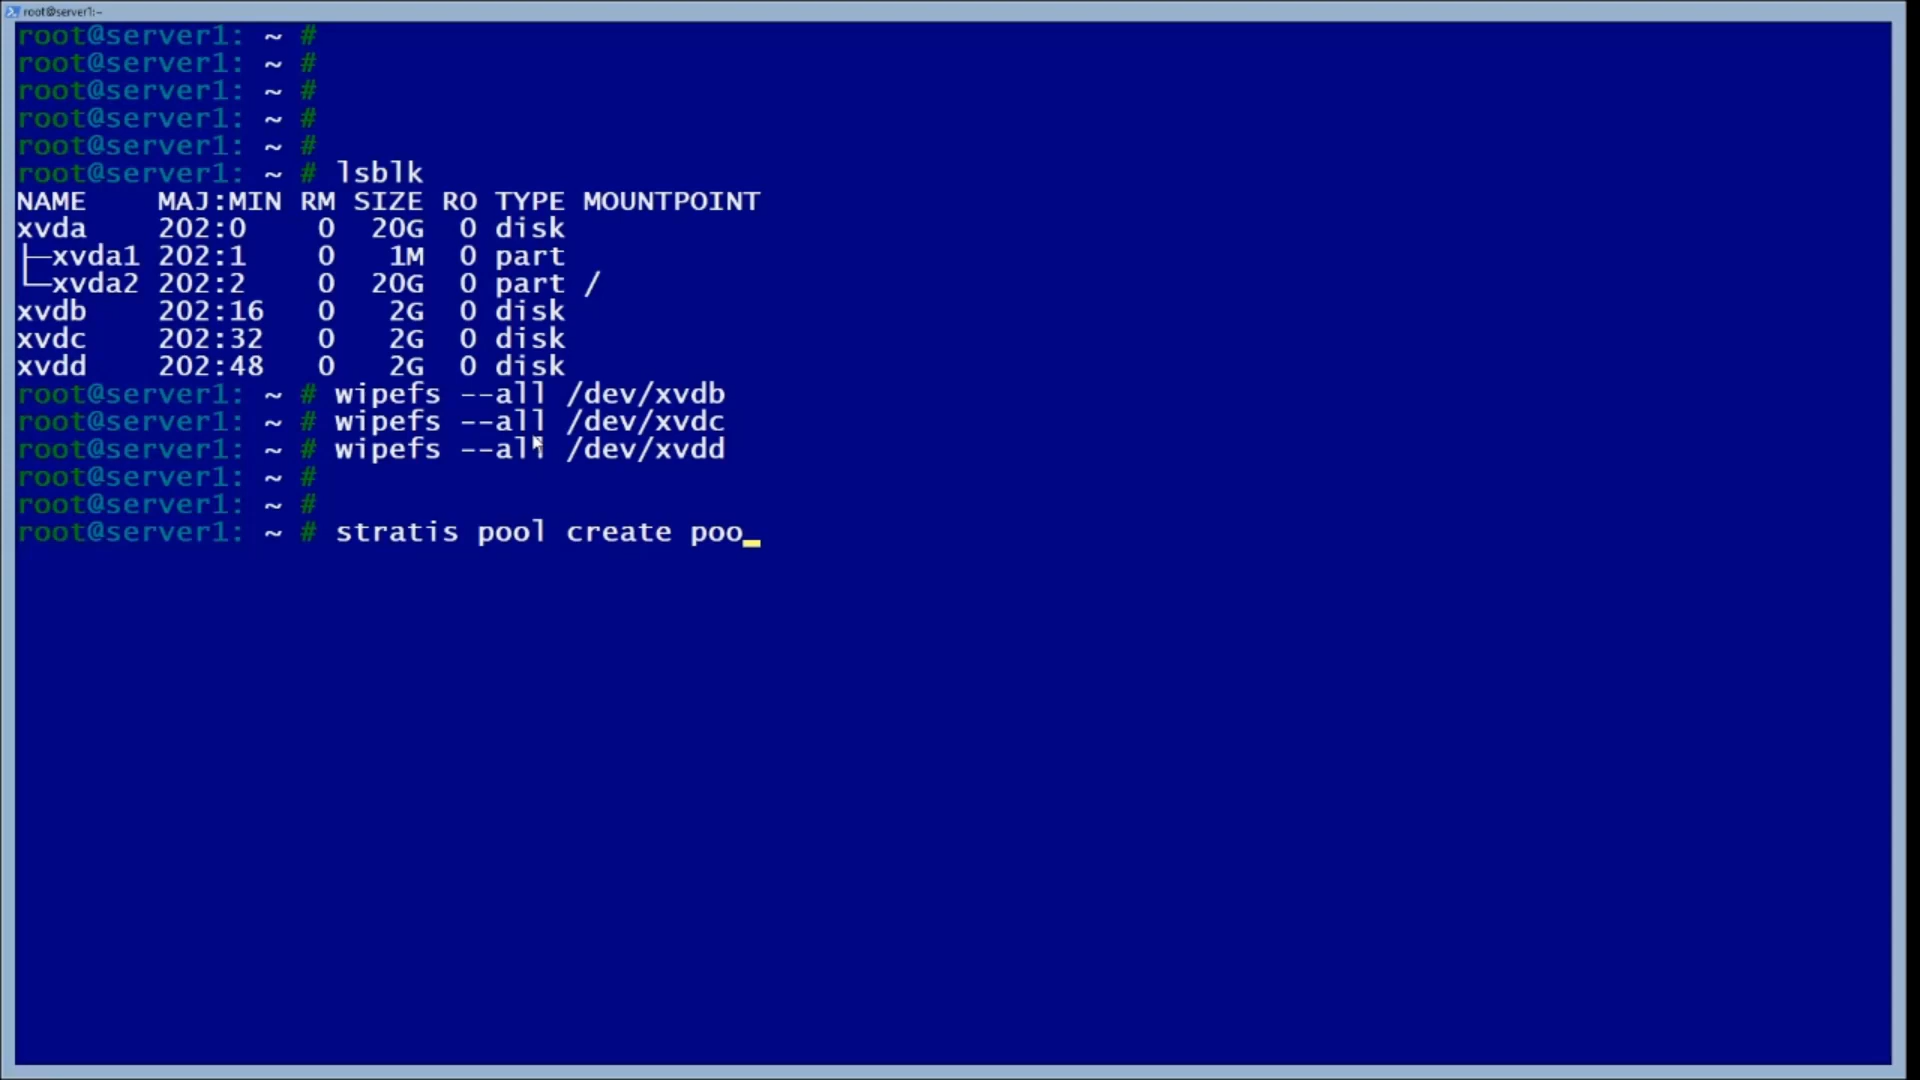 root@server1:~
root@server1: ~ #
root@server1: ~ #
root@server1: ~ #
root@server1: ~ #
root@server1: ~ #
root@server1: ~ # lsblk
NAME    MAJ:MIN RM SIZE RO TYPE MOUNTPOINT
xvda    202:0    0  20G  0 disk
├─xvda1 202:1    0   1M  0 part
└─xvda2 202:2    0  20G  0 part /
xvdb    202:16   0   2G  0 disk
xvdc    202:32   0   2G  0 disk
xvdd    202:48   0   2G  0 disk
root@server1: ~ # wipefs --all /dev/xvdb
root@server1: ~ # wipefs --all /dev/xvdc
root@server1: ~ # wipefs --all /dev/xvdd
root@server1: ~ #
root@server1: ~ #
root@server1: ~ # stratis pool create poo